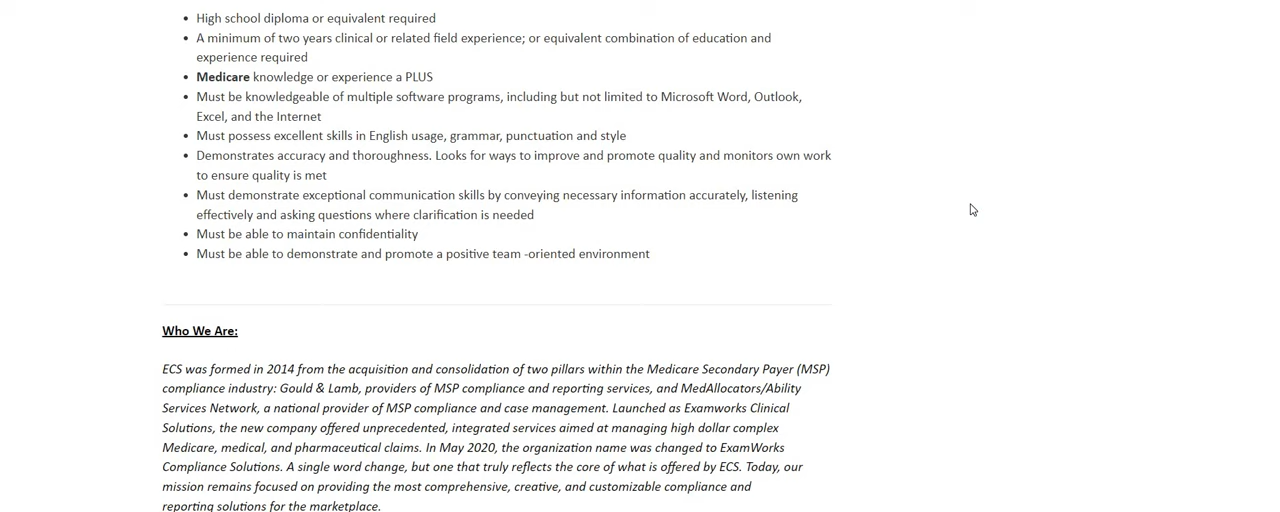 • High school diploma or equivalent required
• A minimum of two years clinical or related field experience; or equivalent combination of education and
experience required
• Medicare knowledge or experience a PLUS
• Must be knowledgeable of multiple software programs, including but not limited to Microsoft Word, Outlook,
Excel, and the Internet
• Must possess excellent skills in English usage, grammar, punctuation and style
• Demonstrates accuracy and thoroughness. Looks for ways to improve and promote quality and monitors own work
to ensure quality is met
• Must demonstrate exceptional communication skills by conveying necessary information accurately, listening
effectively and asking questions where clarification is needed
• Must be able to maintain confidentiality
• Must be able to demonstrate and promote a positive team -oriented environment
Who We Are:
ECS was formed in 2014 from the acquisition and consolidation of two pillars within the Medicare Secondary Payer (MSP)
compliance industry: Gould & Lamb, providers of MSP compliance and reporting services, and MedAllocators/Ability
Services Network, a national provider of MSP compliance and case management. Launched as Examworks Clinical
Solutions, the new company offered unprecedented, integrated services aimed at managing high dollar complex
Medicare, medical, and pharmaceutical claims. In May 2020, the organization name was changed to ExamWorks
Compliance Solutions. A single word change, but one that truly reflects the core of what is offered by ECS. Today, our
mission remains focused on providing the most comprehensive, creative, and customizable compliance and
reporting solutions for the marketplace.